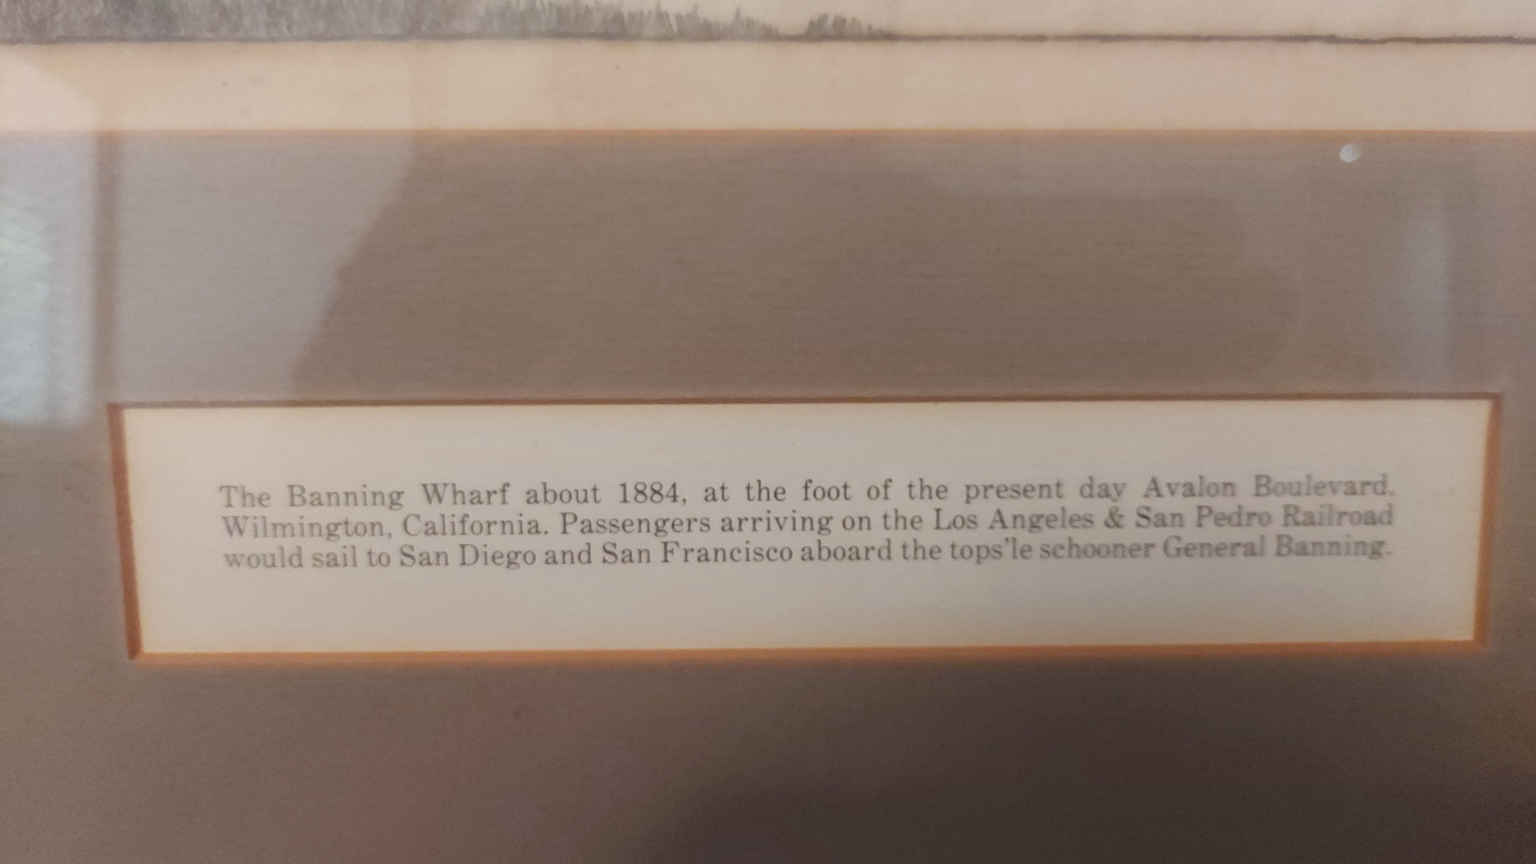 The Banning Wharf about 1884, at the foot of the present day Avalon Boulevard.
Wilmington, California. Passengers arriving on the Los Angeles & San Pedro Railroad
would sail to San Diego and San Francisco aboard the tops'le schooner General Banning.